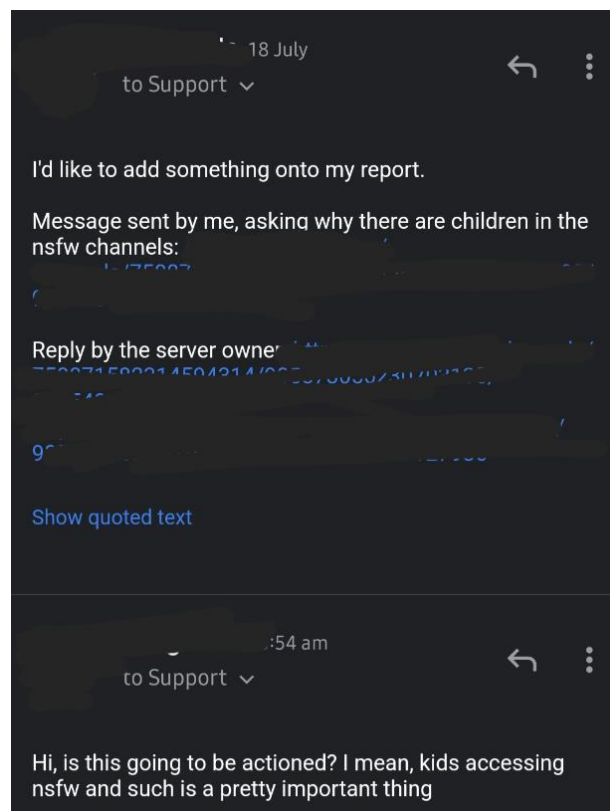 18 July
to Support
I'd like to add something onto my report.
Message sent by me, asking why there are children in the
nsfw channels:
Reply by the server owner
Show quoted text
:54 am
to Support
Hi, is this going to be actioned? I mean, kids accessing
nsfw and such is a pretty important thing